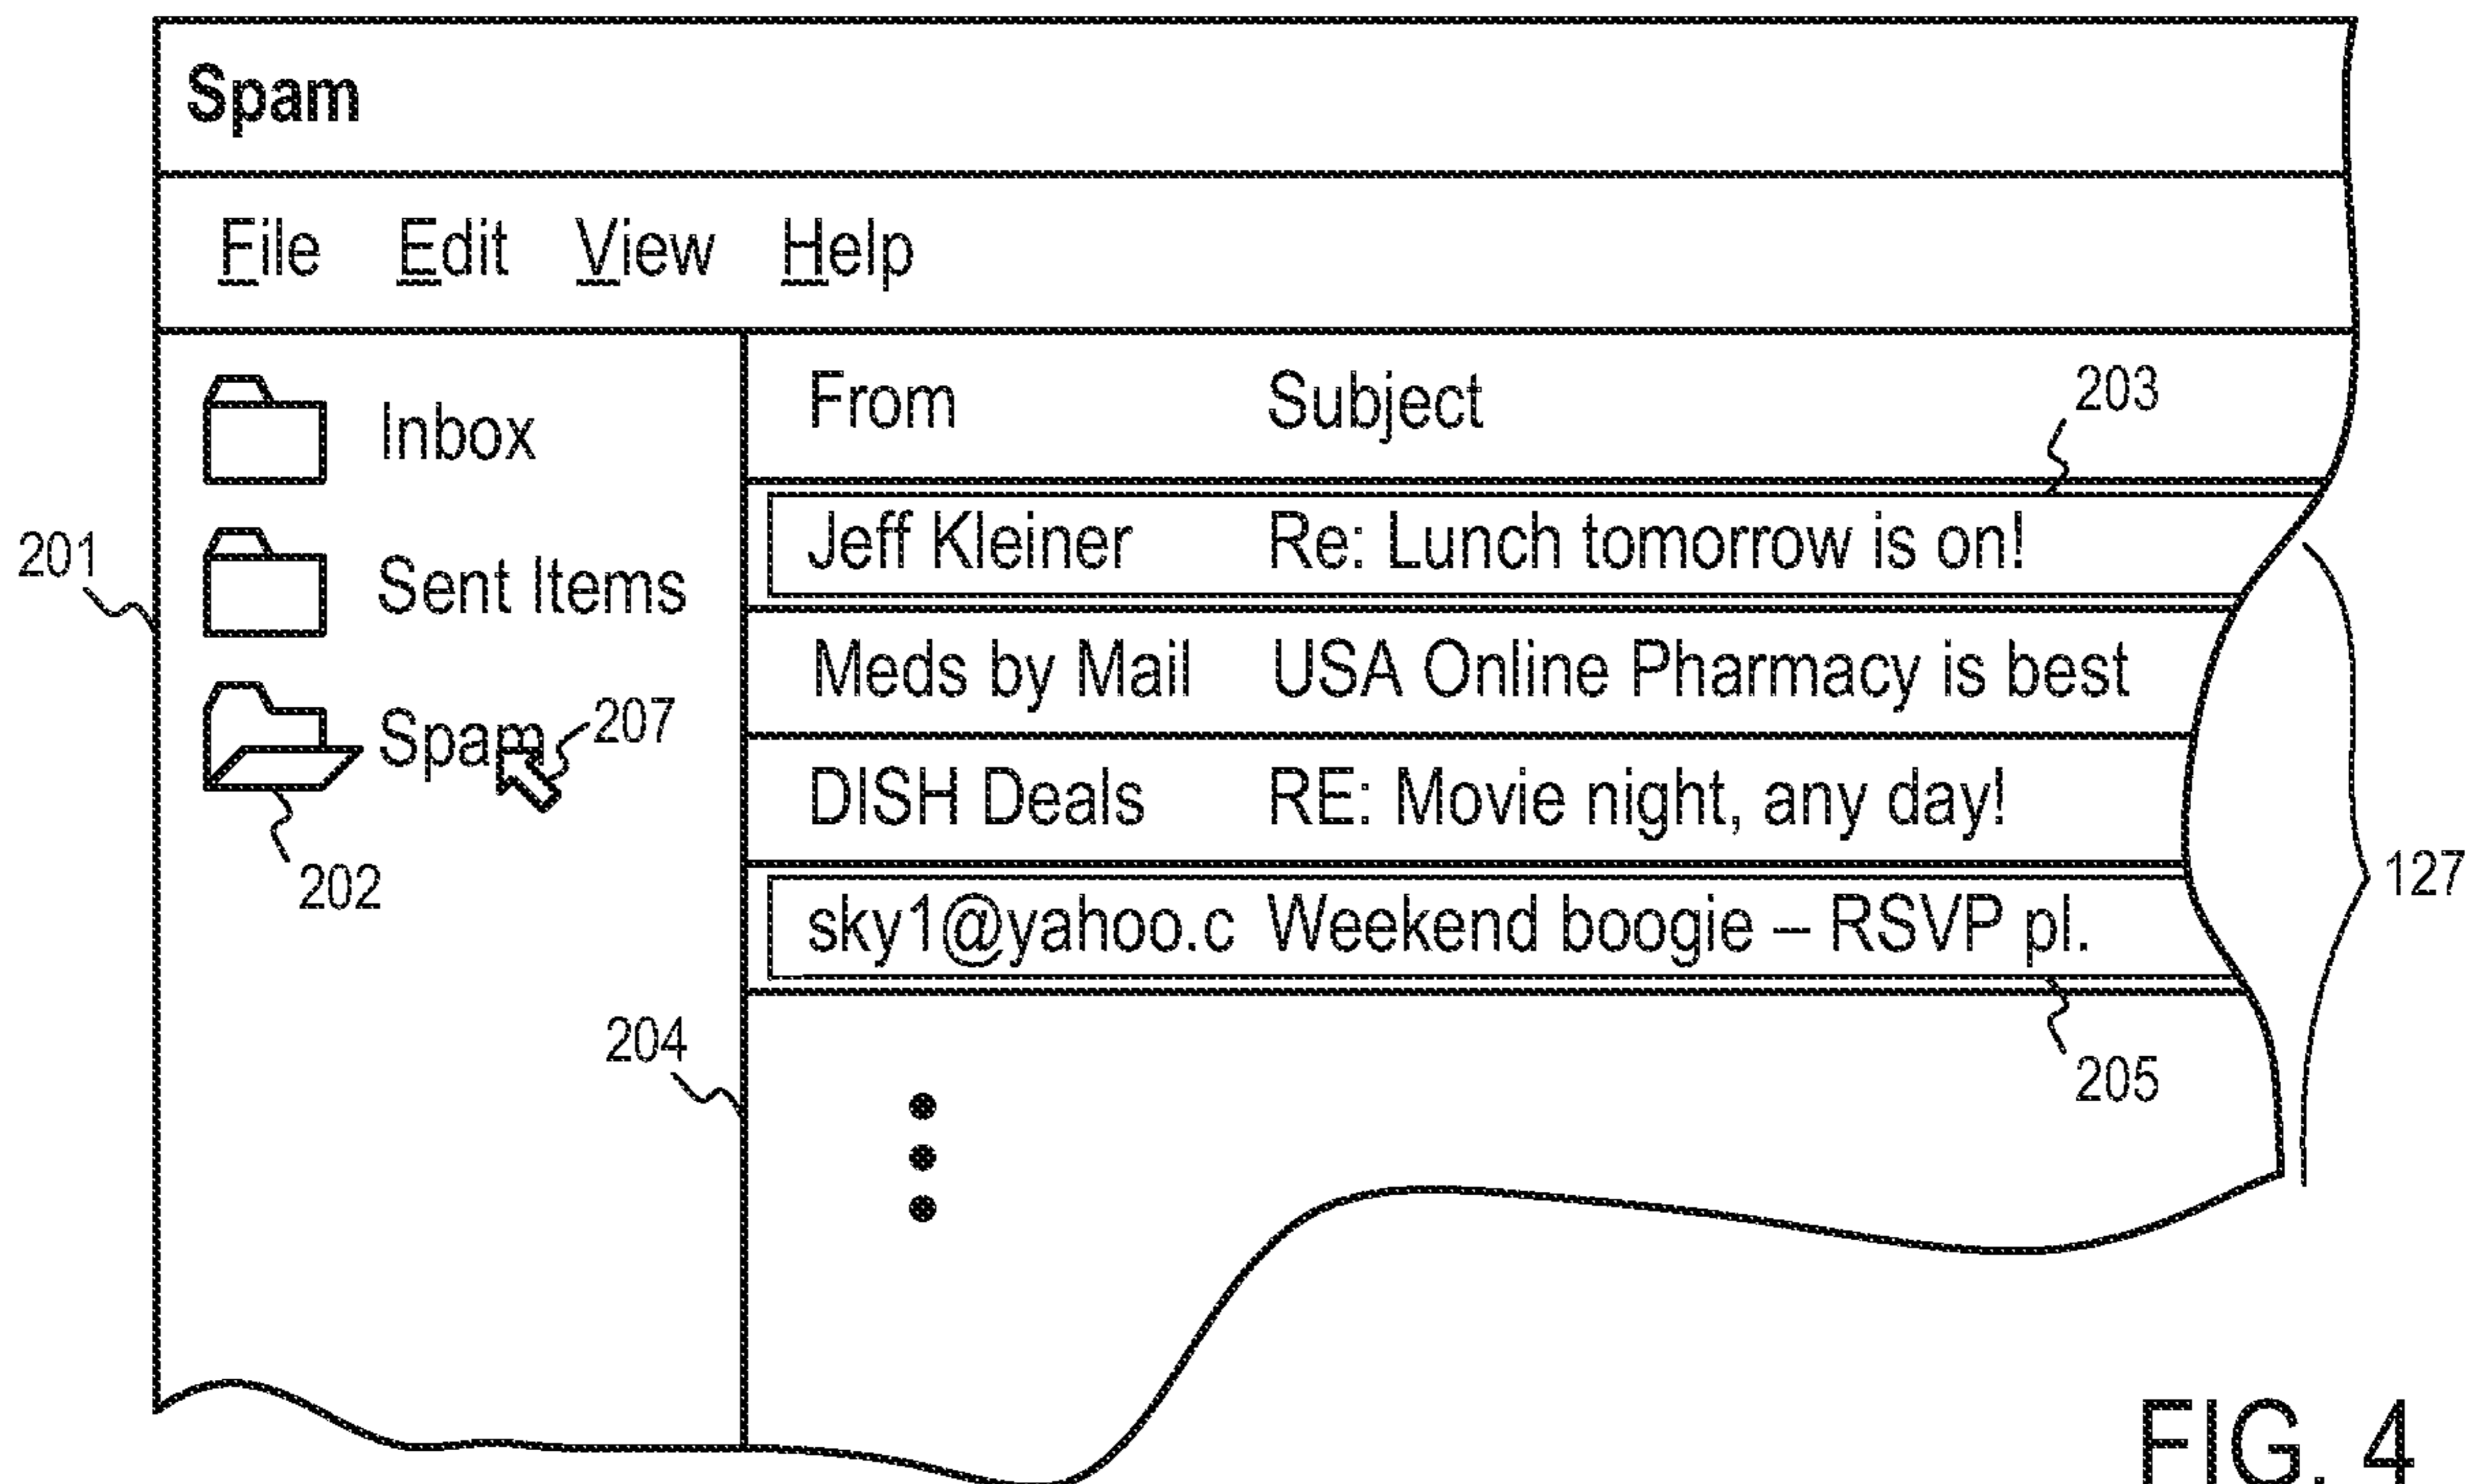 Spam
File Edit View Help
From Subject 203
Inbox
Jeff Kleiner Re: Lunch tomorrow is on!
201
Sent Items
Meds by Mail USA Online Pharmacy is best
Spam 207
DISH Deals RE: Movie night, any day!
202
127
sky1@yahoo.c Weekend boogie – RSVP pl.
204
205
FIG. 4